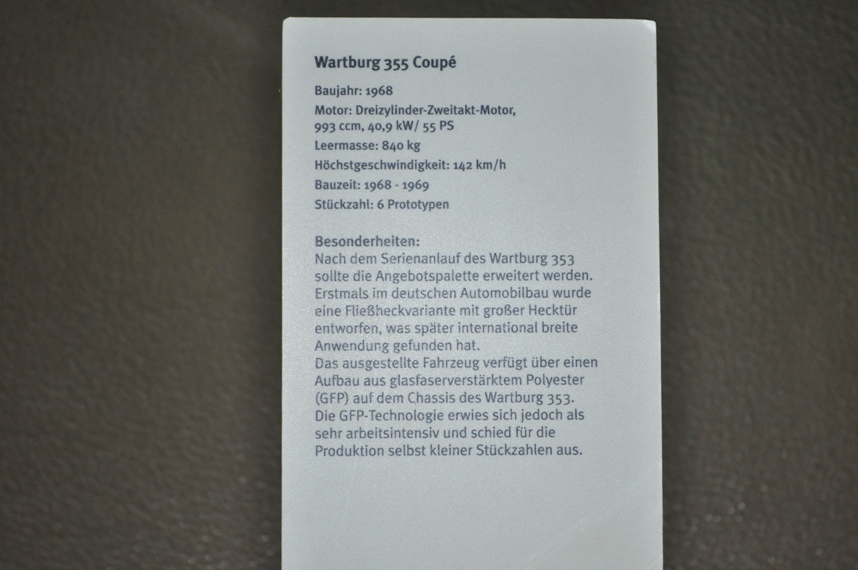 Wartburg 355 Coupé
Baujahr: 1968
Motor: Dreizylinder-Zweitakt-Motor,
993 ccm, 40,9 kW/ 55 PS
Leermasse: 840 kg
Höchstgeschwindigkeit: 142 km/h
Bauzeit: 1968 - 1969
Stückzahl: 6 Prototypen
Besonderheiten:
Nach dem Serienanlauf des Wartburg 353
sollte die Angebotspalette erweitert werden.
Erstmals im deutschen Automobilbau wurde
eine Fließheckvariante mit großer Hecktür
entworfen, was später international breite
Anwendung gefunden hat.
Das ausgestellte Fahrzeug verfügt über einen
Aufbau aus glasfaserverstärktem Polyester
(GFP) auf dem Chassis des Wartburg 353.
Die GFP-Technologie erwies sich jedoch als
sehr arbeitsintensiv und schied für die
Produktion selbst kleiner Stückzahlen aus.